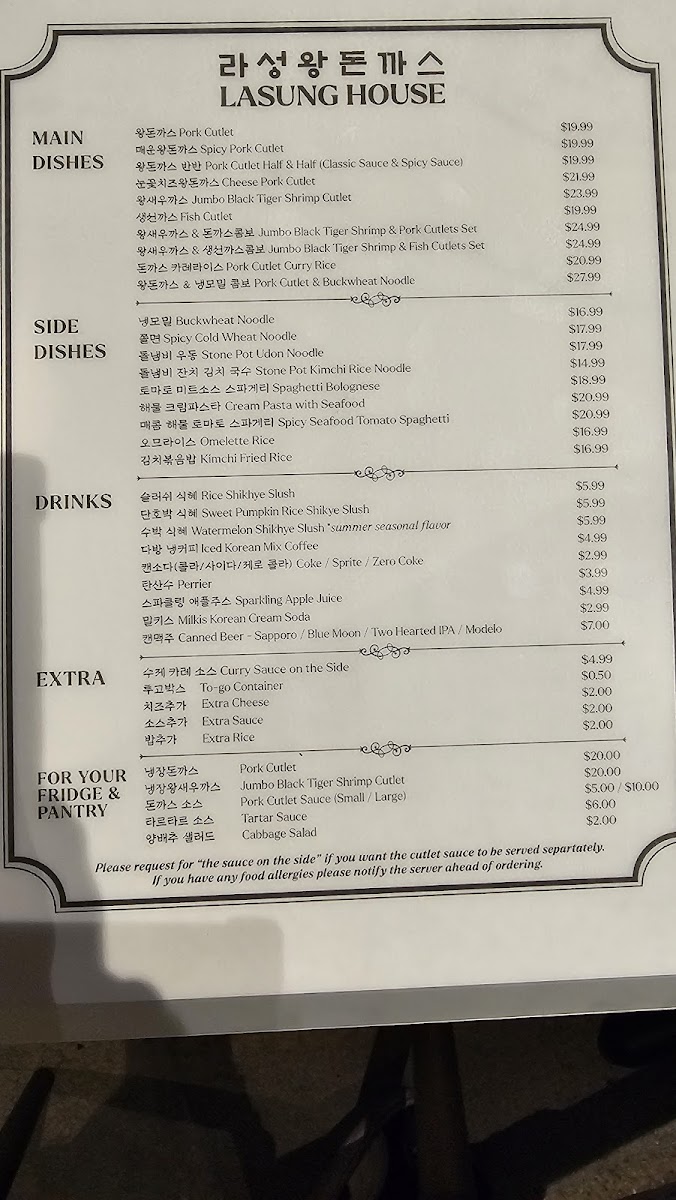 라성왕돈까스
LASUNG HOUSE
MAIN DISHES
왕돈까스 Pork Cutlet $19.99
매운왕돈까스 Spicy Pork Cutlet $19.99
왕돈까스 반반 Pork Cutlet Half & Half (Classic Sauce & Spicy Sauce) $19.99
눈꽃치즈왕돈까스 Cheese Pork Cutlet $21.99
왕새우까스 Jumbo Black Tiger Shrimp Cutlet $23.99
생선까스 Fish Cutlet $19.99
왕새우까스 & 돈까스콤보 Jumbo Black Tiger Shrimp & Pork Cutlets Set $24.99
왕새우까스 & 생선까스콤보 Jumbo Black Tiger Shrimp & Fish Cutlets Set $24.99
돈까스 카레라이스 Pork Cutlet Curry Rice $20.99
왕돈까스 & 냉모밀 콤보 Pork Cutlet & Buckwheat Noodle $27.99
SIDE DISHES
냉모밀 Buckwheat Noodle $16.99
쫄면 Spicy Cold Wheat Noodle $17.99
돌냄비 우동 Stone Pot Udon Noodle $17.99
돌냄비 잔치 김치 국수 Stone Pot Kimchi Rice Noodle $14.99
토마로 미트소스 스파게티 Spaghetti Bolognese $18.99
해물 크림파스타 Cream Pasta with Seafood $20.99
매콤 해물 토마토 스파게티 Spicy Seafood Tomato Spaghetti $20.99
오므라이스 Omelette Rice $16.99
김치볶음밥 Kimchi Fried Rice $16.99
DRINKS
슬러쉬 식혜 Rice Shikhye Slush $5.99
단호박 식혜 Sweet Pumpkin Rice Shikye Slush $5.99
수박 식혜 Watermelon Shikhye Slush *summer seasonal flavor $5.99
다방 냉커피 Iced Korean Mix Coffee $4.99
캔소다(콜라/사이다/제로 콜라) Coke / Sprite / Zero Coke $2.99
탄산수 Perrier $3.99
스파클링 애플주스 Sparkling Apple Juice $4.99
밀키스 Milkis Korean Cream Soda $2.99
캔맥주 Canned Beer - Sapporo / Blue Moon / Two Hearted IPA / Modelo $7.00
EXTRA
수제 카레 소스 Curry Sauce on the Side $4.99
투고박스 To-go Container $0.50
치즈추가 Extra Cheese $2.00
소스추가 Extra Sauce $2.00
밥추가 Extra Rice $2.00
FOR YOUR FRIDGE & PANTRY
냉장돈까스 Pork Cutlet $20.00
냉장왕새우까스 Jumbo Black Tiger Shrimp Cutlet $20.00
돈까스 소스 Pork Cutlet Sauce (Small / Large) $5.00 / $10.00
타르타르 소스 Tartar Sauce $6.00
양배추 샐러드 Cabbage Salad $2.00
Please request for "the sauce on the side" if you want the cutlet sauce to be served separtately.
If you have any food allergies please notify the server ahead of ordering.